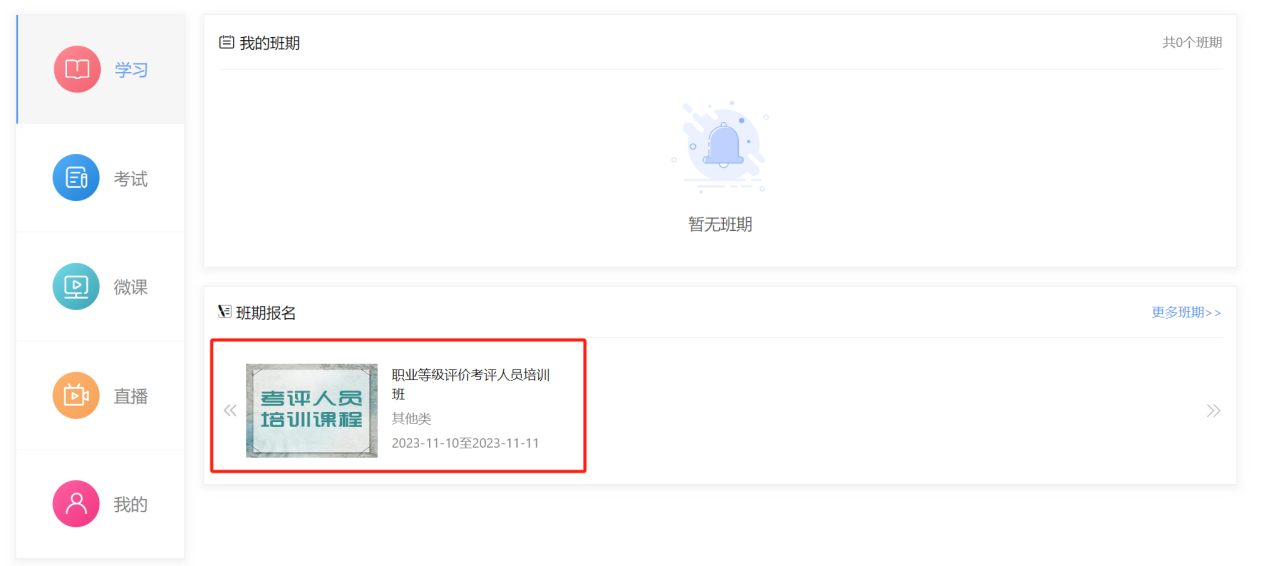 学习
考试
微课
直播
我的
我的班期
共0个班期
暂无班期
班期报名
更多班期>>
考评人员
培训课程
职业等级评价考评人员培训
班
其他类
2023-11-10至2023-11-11